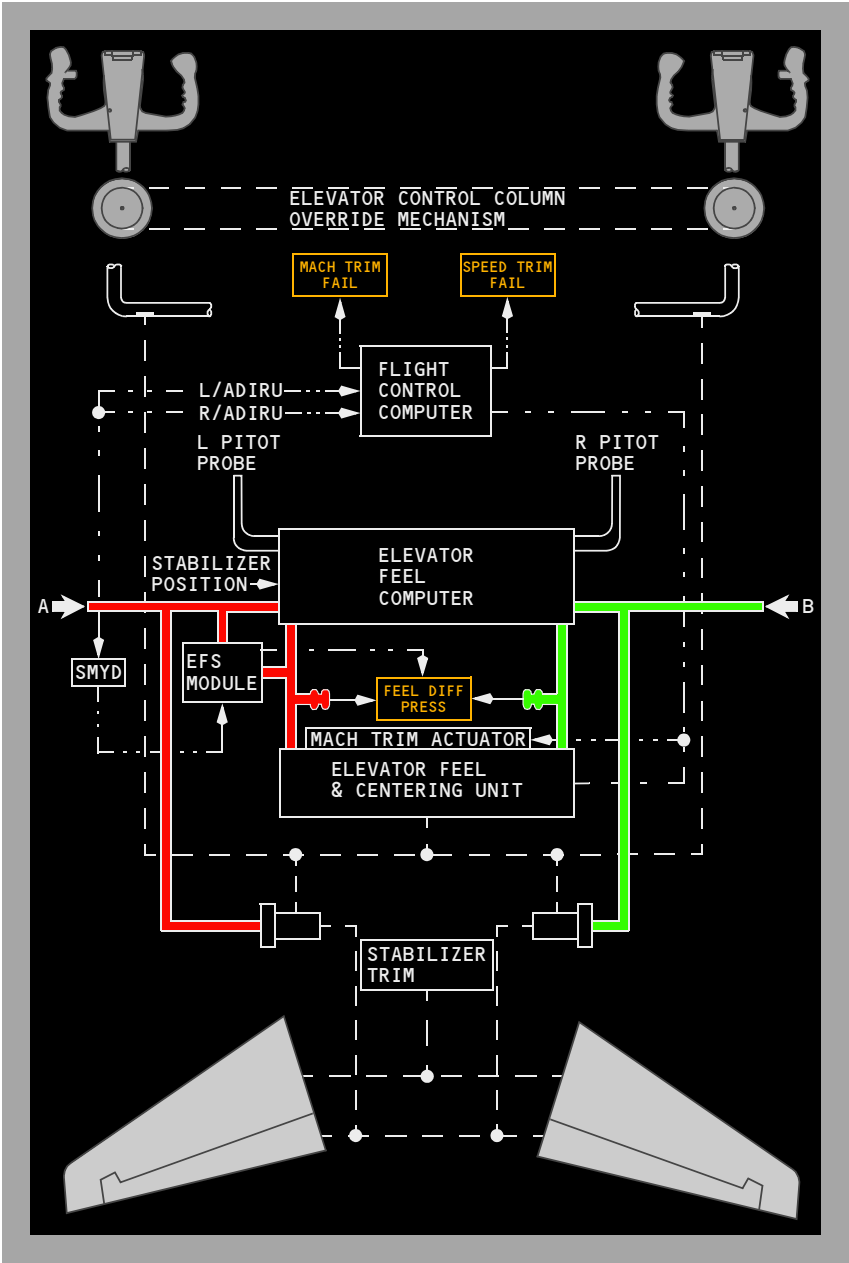 ELEVATOR CONTROL COLUMN
OVERRIDE MECHANISM
MACH TRIM
FAIL
SPEED TRIM
FAIL
FLIGHT
CONTROL
COMPUTER
L/ADIRU
R/ADIRU
L PITOT
PROBE
R PITOT
PROBE
ELEVATOR
FEEL
COMPUTER
STABILIZER
POSITION
A
B
SMYD
EFS
MODULE
FEEL DIFF
PRESS
MACH TRIM ACTUATOR
ELEVATOR FEEL
& CENTERING UNIT
STABILIZER
TRIM